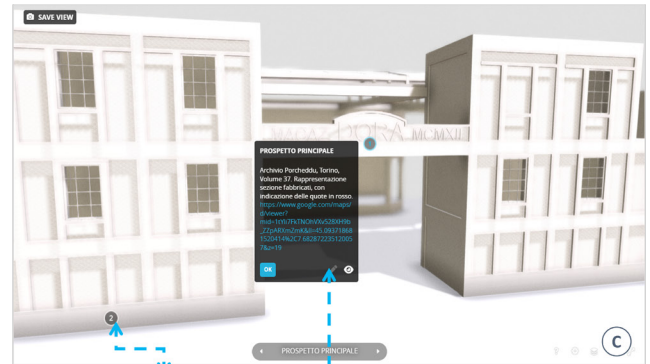 SAVE VIEW
MCMXII
PROSPETTO PRINCIPALE
Archivio Porcheddu, Torino,
Volume 37. Rappresentazione
sezione fabbricati, con
indicazione delle quote in rosso.
https://www.google.com/maps/
d/viewer?
OK
2
PROSPETTO PRINCIPALE
C